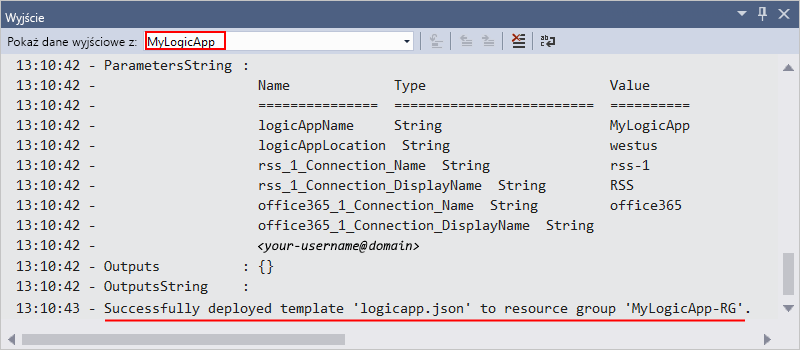 Wyjście
Pokaż dane wyjściowe z: MyLogicApp
13:10:42 - ParametersString :
13:10:42 - Name Type Value
13:10:42 - =============== ========================= ==========
13:10:42 - logicAppName String MyLogicApp
13:10:42 - logicAppLocation String westus
13:10:42 - rss_1_Connection_Name String rss-1
13:10:42 - rss_1_Connection_DisplayName String RSS
13:10:42 - office365_1_Connection_Name String office365
13:10:42 - office365_1_Connection_DisplayName String
13:10:42 - <your-username@domain>
13:10:42 - Outputs : {}
13:10:42 - OutputsString :
13:10:43 - Successfully deployed template 'logicapp.json' to resource group 'MyLogicApp-RG'.